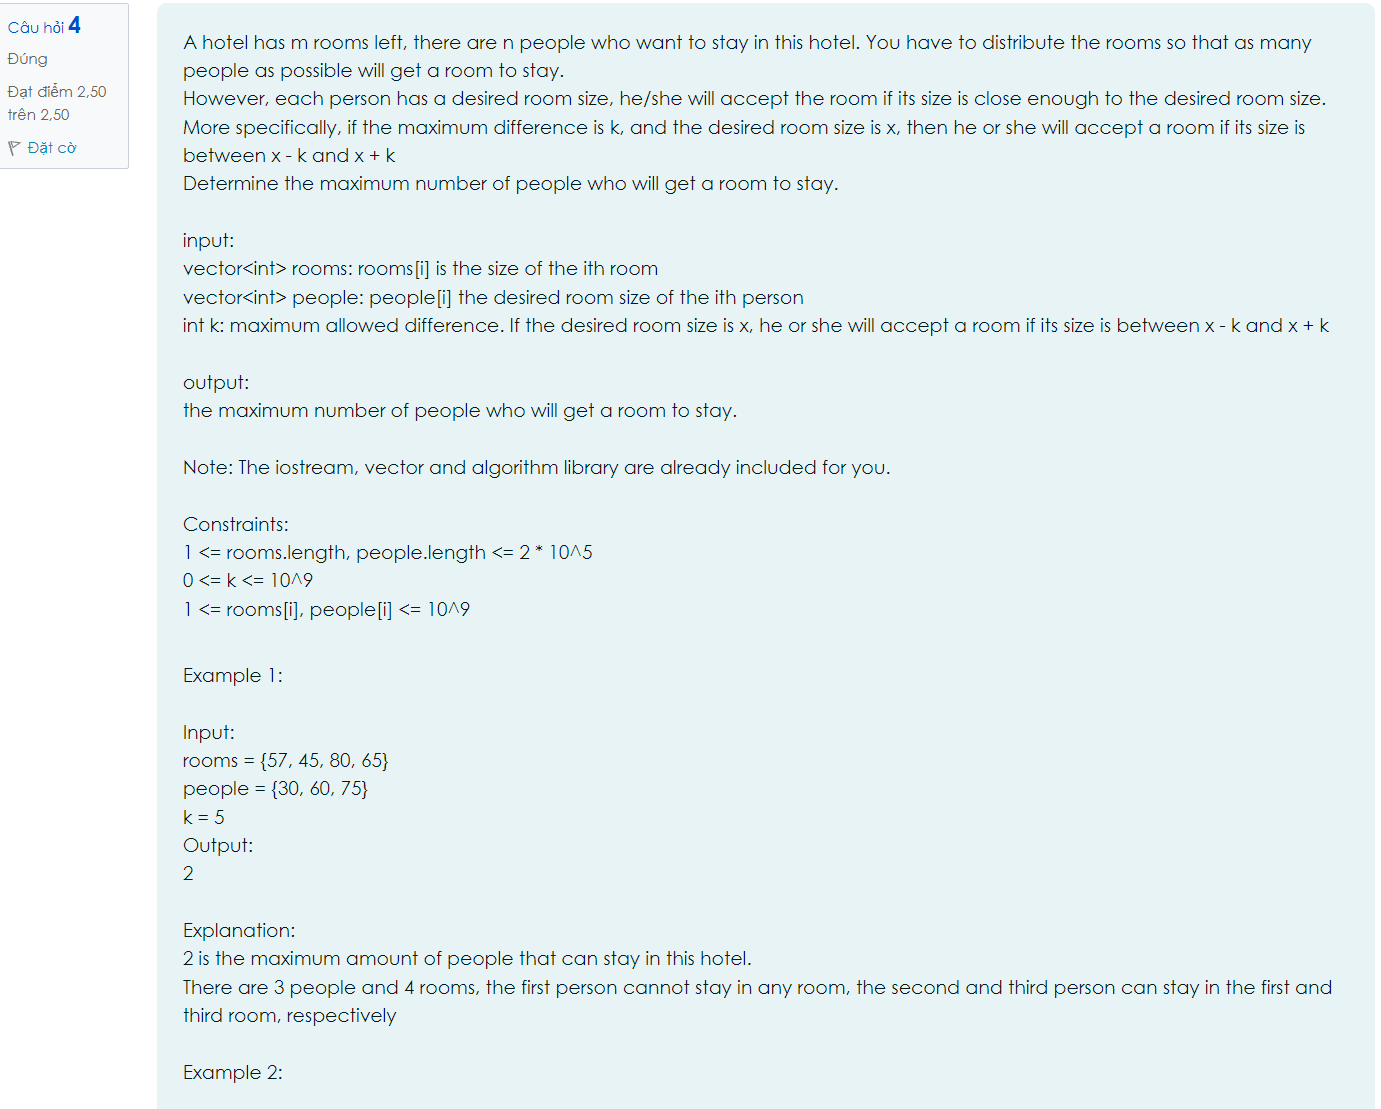 Câu hỏi 4
Đúng
Đạt điểm 2,50
trên 2,50
Đặt cờ
A hotel has m rooms left, there are n people who want to stay in this hotel. You have to distribute the rooms so that as many
people as possible will get a room to stay.
However, each person has a desired room size, he/she will accept the room if its size is close enough to the desired room size.
More specifically, if the maximum difference is k, and the desired room size is x, then he or she will accept a room if its size is
between x - k and x + k
Determine the maximum number of people who will get a room to stay.
input:
vector<int> rooms: rooms[i] is the size of the ith room
vector<int> people: people[i] the desired room size of the ith person
int k: maximum allowed difference. If the desired room size is x, he or she will accept a room if its size is between x - k and x + k
output:
the maximum number of people who will get a room to stay.
Note: The iostream, vector and algorithm library are already included for you.
Constraints:
1 <= rooms.length, people.length <= 2 * 10^5
0 <= k <= 10^9
1 <= rooms[i], people[i] <= 10^9
Example 1:
Input:
rooms = {57, 45, 80, 65}
people = {30, 60, 75}
k = 5
Output:
2
Explanation:
2 is the maximum amount of people that can stay in this hotel.
There are 3 people and 4 rooms, the first person cannot stay in any room, the second and third person can stay in the first and
third room, respectively
Example 2: